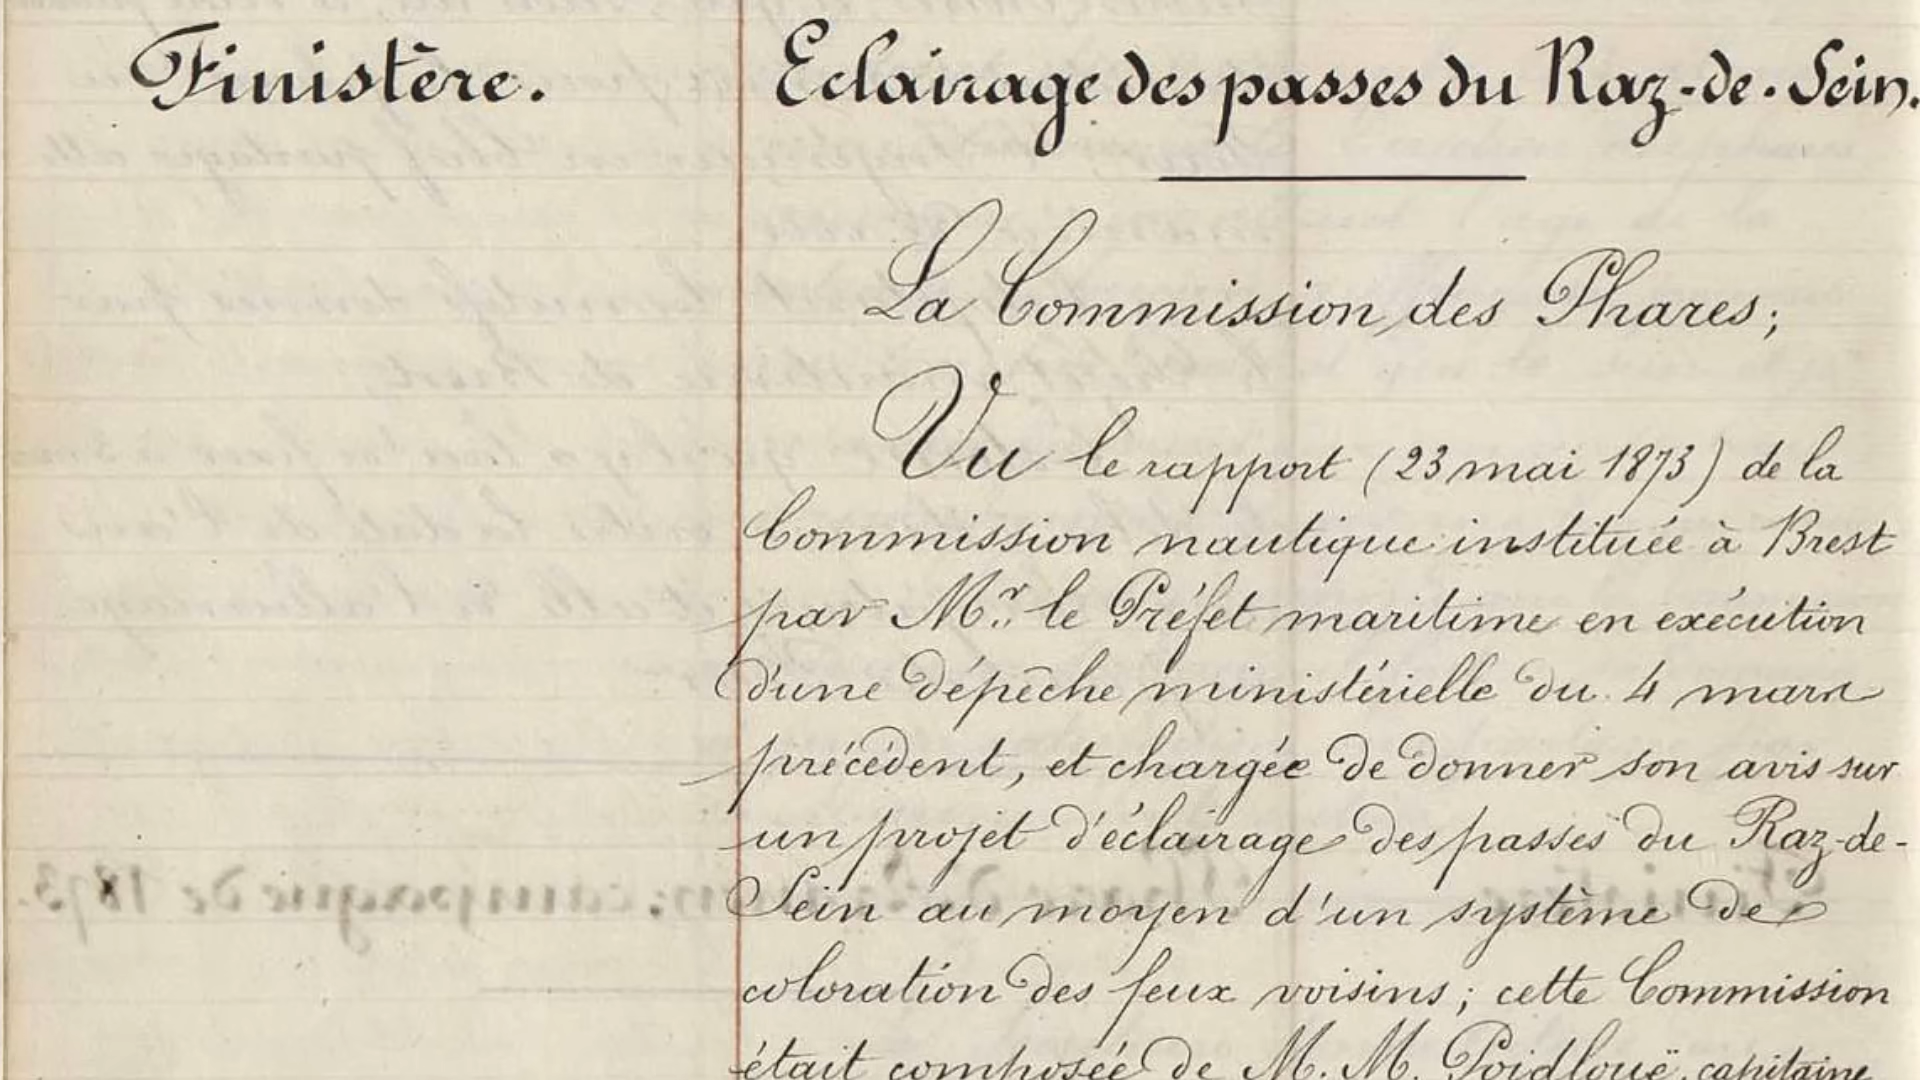 Finistère.
Eclairage des passes du Raz-de-Sein.
La Commission des Phares;
Vu le rapport (23 mai 1873) de la
Commission nautique instituée à Brest
par Mr. le Préfet maritime en exécution
d'une dépêche ministérielle du 4 mars
précédent, et chargée de donner son avis sur
un projet d'éclairage des passes du Raz-de-
Sein au moyen d'un système de
coloration des feux voisins; cette Commission
était composée de M. M. Poidlouë, capitaine